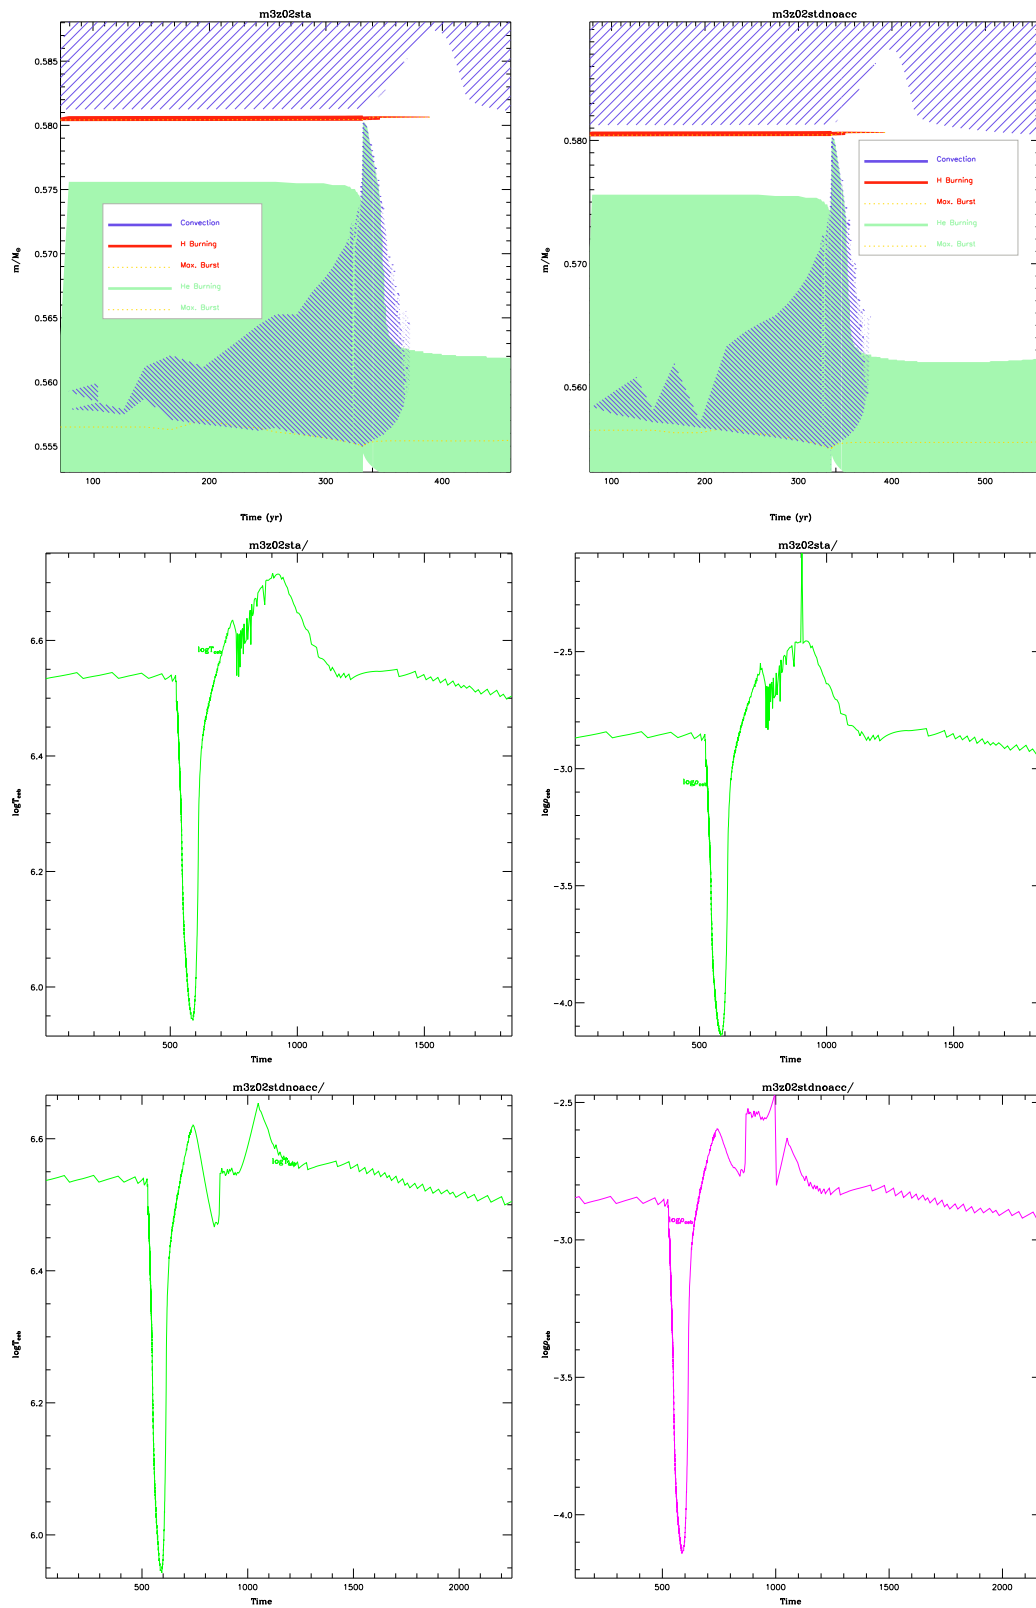 m3z02sta
m3z02stdnoacc
0.585
0.580
0.575
0.570
0.565
0.560
0.555
m/M⊙
Convection
H Burning
Max. Burst
He Burning
Max. Burst
100 200 300 400
Time (yr)
0.580
0.570
0.560
m/M⊙
Convection
H Burning
Max. Burst
He Burning
Max. Burst
100 200 300 400 500
Time (yr)
m3z02sta/
6.6
6.4
6.2
6.0
logTceb
logTceb
500 1000 1500
Time
m3z02sta/
-2.5
-3.0
-3.5
-4.0
logρceb
logρceb
500 1000 1500
Time
m3z02stdnoacc/
6.6
6.4
6.2
6.0
logTceb
logTceb
500 1000 1500 2000
Time
m3z02stdnoacc/
-2.5
-3.0
-3.5
-4.0
logρceb
logρceb
500 1000 1500 2000
Time